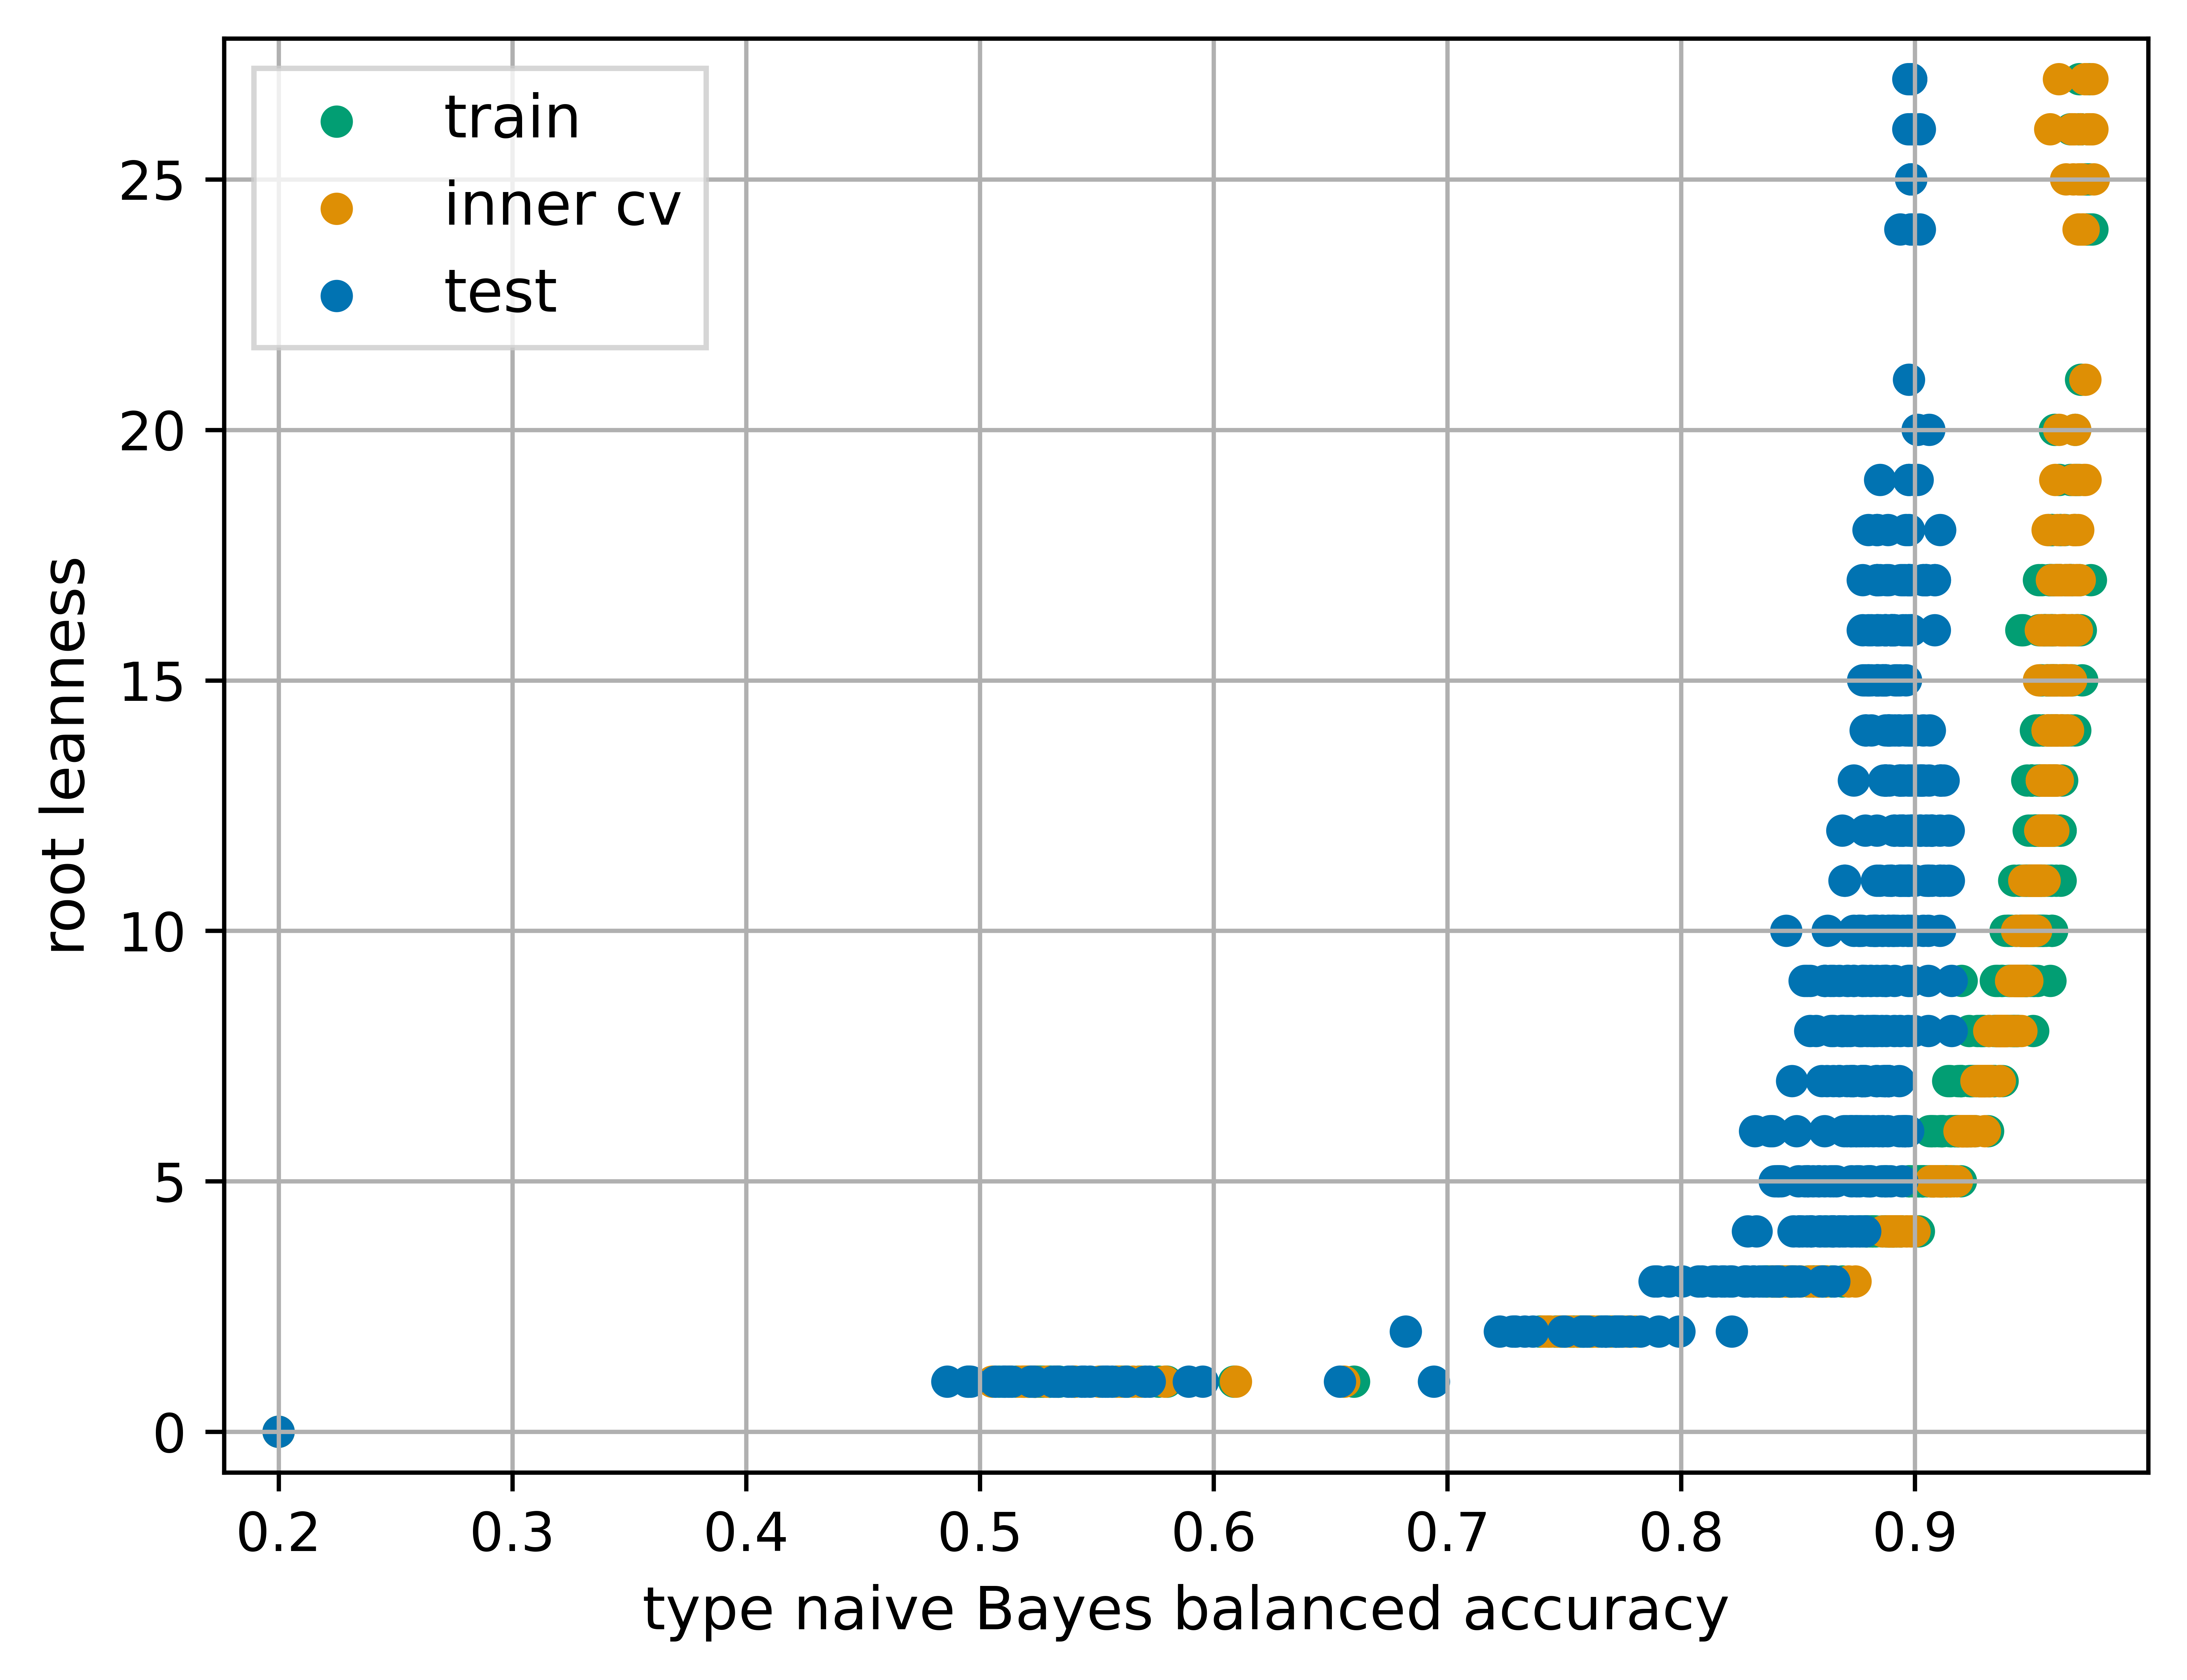 train
inner cv
test
25
20
15
10
5
0
root leanness
0.2 0.3 0.4 0.5 0.6 0.7 0.8 0.9
type naive Bayes balanced accuracy